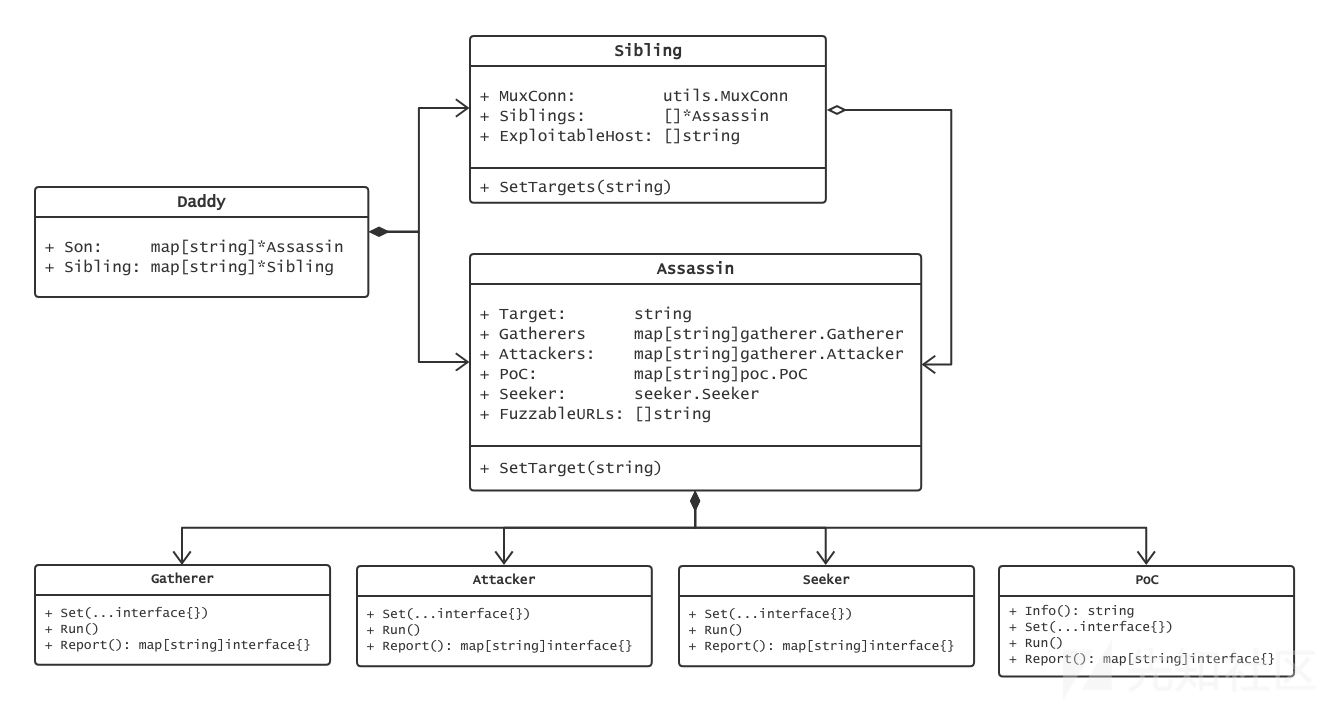 Sibling
+ MuxConn: utils.MuxConn
+ Siblings: []*Assassin
+ ExploitableHost: []string
+ SetTargets(string)
Daddy
+ Son: map[string]*Assassin
+ Sibling: map[string]*Sibling
Assassin
+ Target: string
+ Gatherers map[string]gatherer.Gatherer
+ Attackers: map[string]gatherer.Attacker
+ PoC: map[string]poc.PoC
+ Seeker: seeker.Seeker
+ FuzzableURLs: []string
+ SetTarget(string)
Gatherer
+ Set(...interface{})
+ Run()
+ Report(): map[string]interface{}
Attacker
+ Set(...interface{})
+ Run()
+ Report(): map[string]interface{}
Seeker
+ Set(...interface{})
+ Run()
+ Report(): map[string]interface{}
PoC
+ Info(): string
+ Set(...interface{})
+ Run()
+ Report(): map[string]interface{}
先知社区